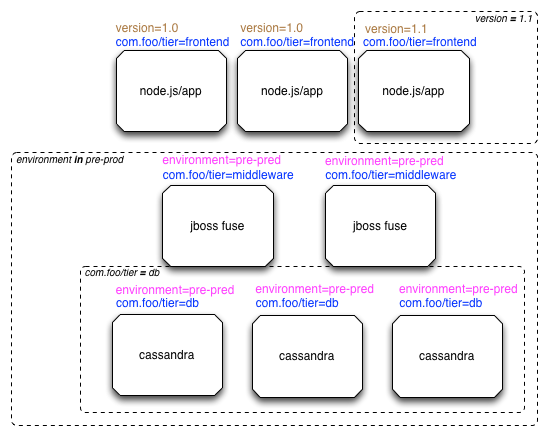 version = 1.1
version=1.0
com.foo/tier=frontend
version=1.0
com.foo/tier=frontend
version=1.1
com.foo/tier=frontend
node.js/app
node.js/app
node.js/app
environment in pre-prod
environment=pre-pred
com.foo/tier=middleware
environment=pre-pred
com.foo/tier=middleware
jboss fuse
jboss fuse
com.foo/tier = db
environment=pre-pred
com.foo/tier=db
environment=pre-pred
com.foo/tier=db
environment=pre-pred
com.foo/tier=db
cassandra
cassandra
cassandra